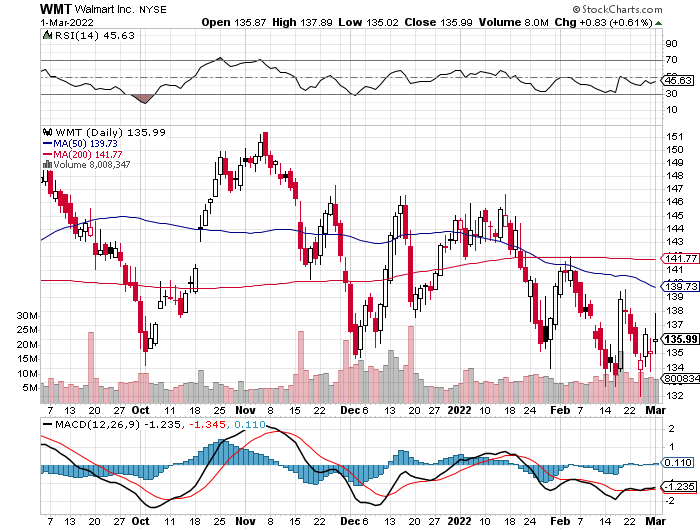 WMT Walmart Inc. NYSE © StockCharts.com
1-Mar-2022 Open 135.87 High 137.89 Low 135.02 Close 135.99 Volume 8.0M Chg +0.83 (+0.61%)
RSI(14) 45.63
90
70
50
45.63
30
10
WMT (Daily) 135.99
MA(50) 139.73
MA(200) 141.77
Volume 8,008,347
151
150
149
148
147
146
145
144
143
142
141.77
141
139.73
139
138
137
135.99
135
134
133
132
30M
25M
20M
15M
10M
5M
800834
7 13 20 27 Oct 11 18 25 Nov 8 15 22 Dec 6 13 20 27 2022 10 18 24 Feb 7 14 22 Mar
MACD(12,26,9) -1.235, -1.345, 0.110
2
1
0.110
-1.235
-2
7 13 20 27 Oct 11 18 25 Nov 8 15 22 Dec 6 13 20 27 2022 10 18 24 Feb 7 14 22 Mar